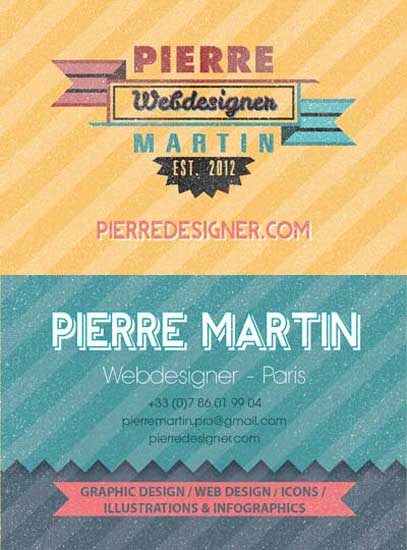 PIERRE
Webdesigner
MARTIN
EST. 2012
PIERREDESIGNER.COM
PIERRE MARTIN
Webdesigner - Paris
+33 (0)7 86 01 99 04
pierremartin.pro@gmail.com
pierredesigner.com
GRAPHIC DESIGN / WEB DESIGN / ICONS /
ILLUSTRATIONS & INFOGRAPHICS